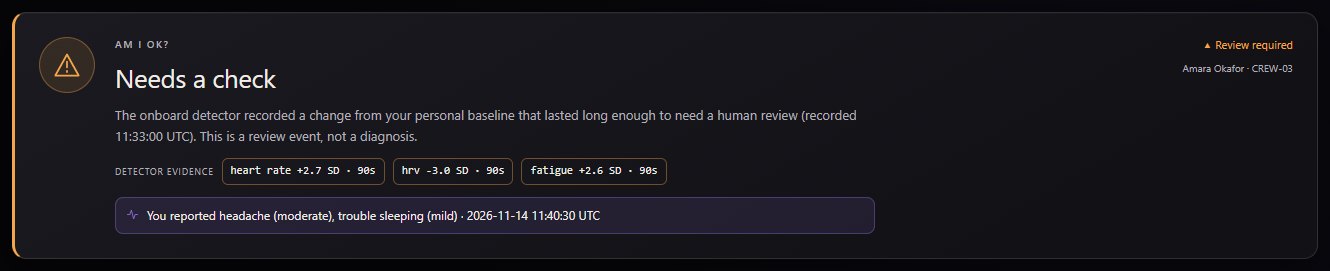 AM I OK?
▲ Review required
Needs a check
Amara Okafor · CREW-03
The onboard detector recorded a change from your personal baseline that lasted long enough to need a human review (recorded
11:33:00 UTC). This is a review event, not a diagnosis.
DETECTOR EVIDENCE heart rate +2.7 SD · 90s hrv -3.0 SD · 90s fatigue +2.6 SD · 90s
You reported headache (moderate), trouble sleeping (mild) · 2026-11-14 11:40:30 UTC